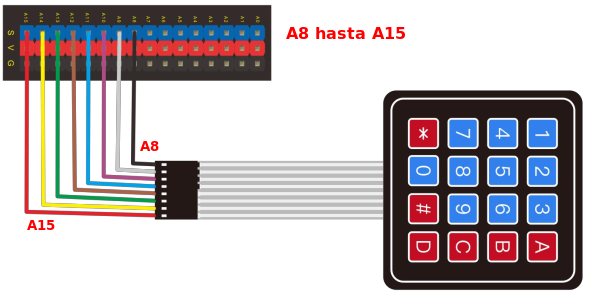 A15 A14 A13 A12 A11 A10 A9 A8 A7 A6 A5 A4 A3 A2 A1 A0
S
V
G
A8 hasta A15
A8
A15
* 7 4 1
0 8 5 2
# 9 6 3
D C B A